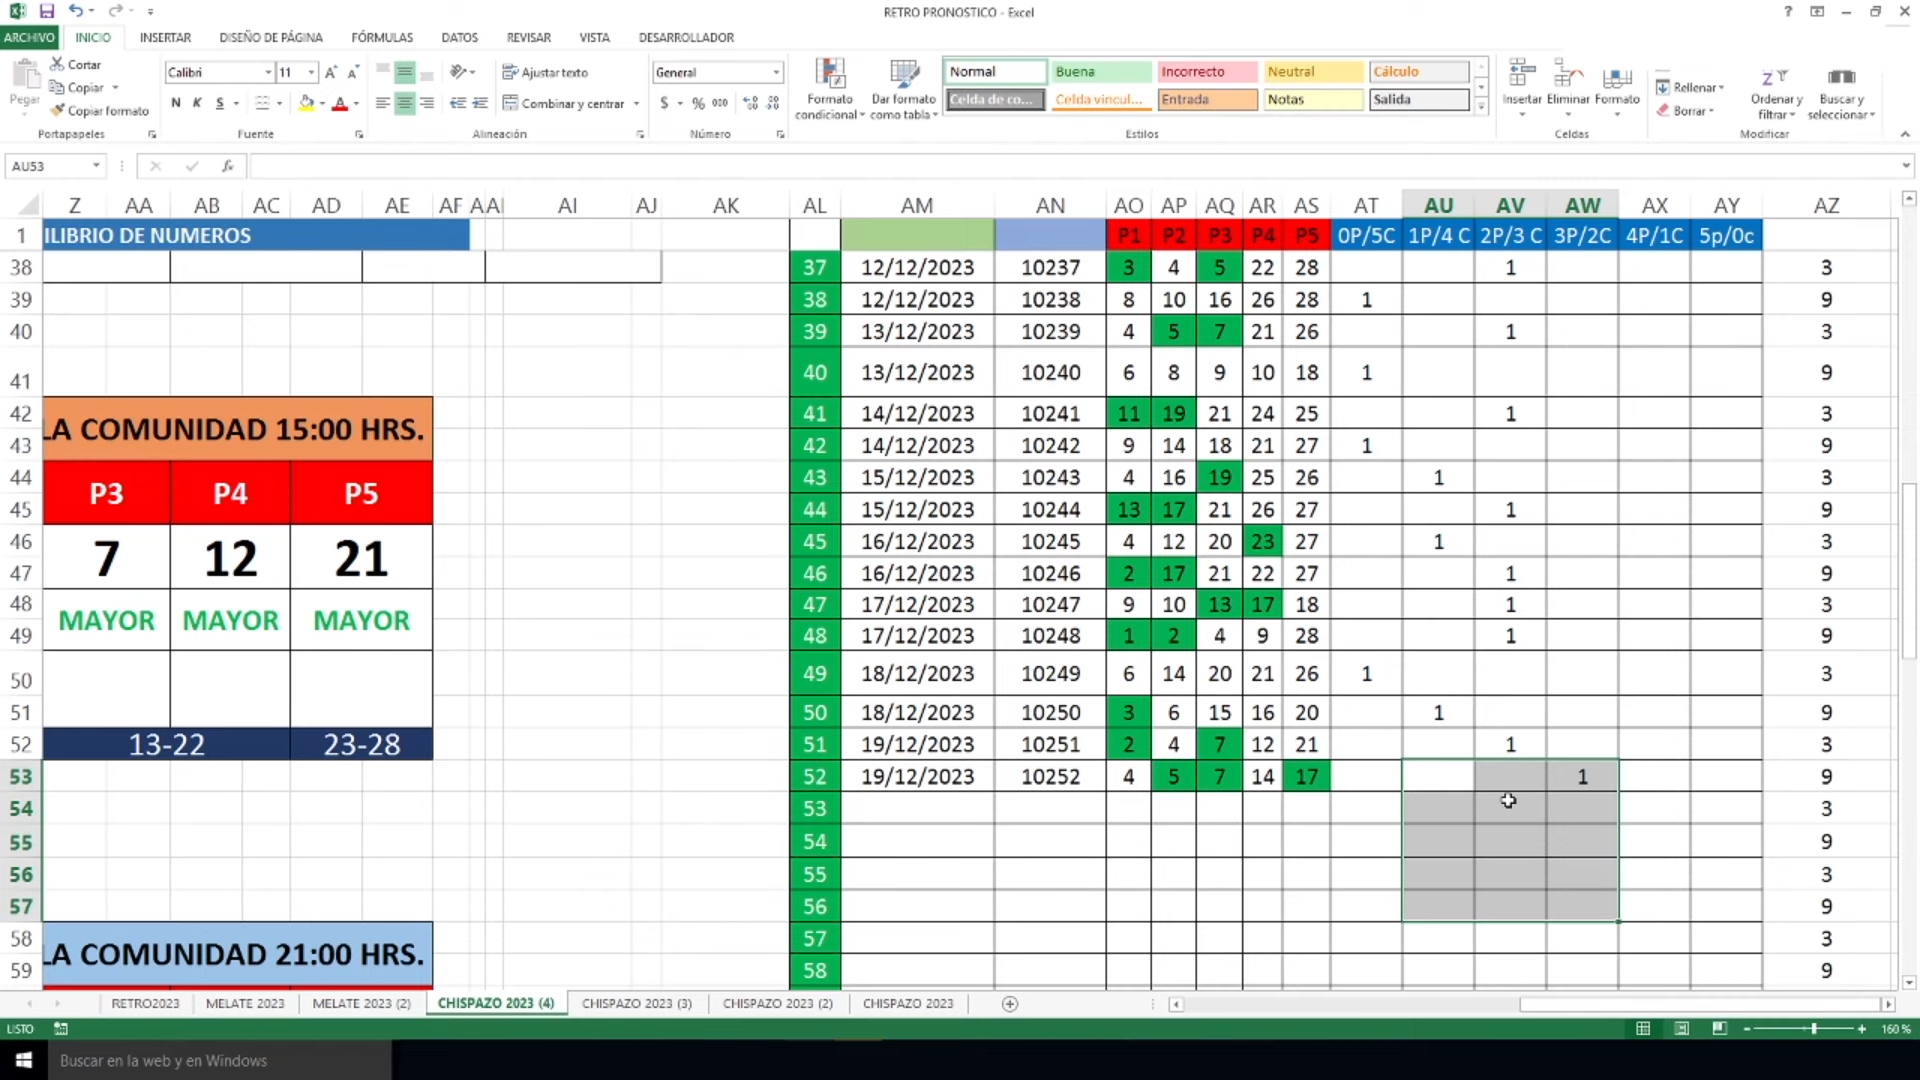 RETRO PRONOSTICO - Excel
ARCHIVO INICIO INSERTAR DISEÑO DE PÁGINA FÓRMULAS DATOS REVISAR VISTA DESARROLLADOR
Pegar
Cortar
Copiar
Copiar formato
Portapapeles
Calibri 11
N K S
Fuente
Ajustar texto
Combinar y centrar
Alineación
General
$ % 000
Número
Formato condicional
Dar formato como tabla
Normal Buena Incorrecto Neutral Cálculo
Celda de co... Celda vincul... Entrada Notas Salida
Estilos
Insertar Eliminar Formato
Celdas
Rellenar
Borrar
Ordenar y filtrar
Buscar y seleccionar
Modificar
AU53 fx
Z AA AB AC AD AE AF AI AJ AK AL AM AN AO AP AQ AR AS AT AU AV AW AX AY AZ
1 ILIBRIO DE NUMEROS P1 P2 P3 P4 P5 0P/5C 1P/4 C 2P/3 C 3P/2C 4P/1C 5p/0c
38 37 12/12/2023 10237 3 4 5 22 28 1 3
39 38 12/12/2023 10238 8 10 16 26 28 1 9
40 39 13/12/2023 10239 4 5 7 21 26 1 3
41 40 13/12/2023 10240 6 8 9 10 18 1 9
42 41 14/12/2023 10241 11 19 21 24 25 1 3
LA COMUNIDAD 15:00 HRS.
43 42 14/12/2023 10242 9 14 18 21 27 1 9
44 43 15/12/2023 10243 4 16 19 25 26 1 3
P3 P4 P5
45 44 15/12/2023 10244 13 17 21 26 27 1 9
46 45 16/12/2023 10245 4 12 20 23 27 1 3
7 12 21
47 46 16/12/2023 10246 2 17 21 22 27 1 9
48 47 17/12/2023 10247 9 10 13 17 18 1 3
MAYOR MAYOR MAYOR
49 48 17/12/2023 10248 1 2 4 9 28 1 9
50 49 18/12/2023 10249 6 14 20 21 26 1 3
51 50 18/12/2023 10250 3 6 15 16 20 1 9
52 13-22 23-28 51 19/12/2023 10251 2 4 7 12 21 1 3
53 52 19/12/2023 10252 4 5 7 14 17 1 9
54 53 3
55 54 9
56 55 3
57 56 9
58 57 3
LA COMUNIDAD 21:00 HRS.
59 58 9
RETRO2023 MELATE 2023 MELATE 2023 (2) CHISPAZO 2023 (4) CHISPAZO 2023 (3) CHISPAZO 2023 (2) CHISPAZO 2023
LISTO 160 %
Buscar en la web y en Windows